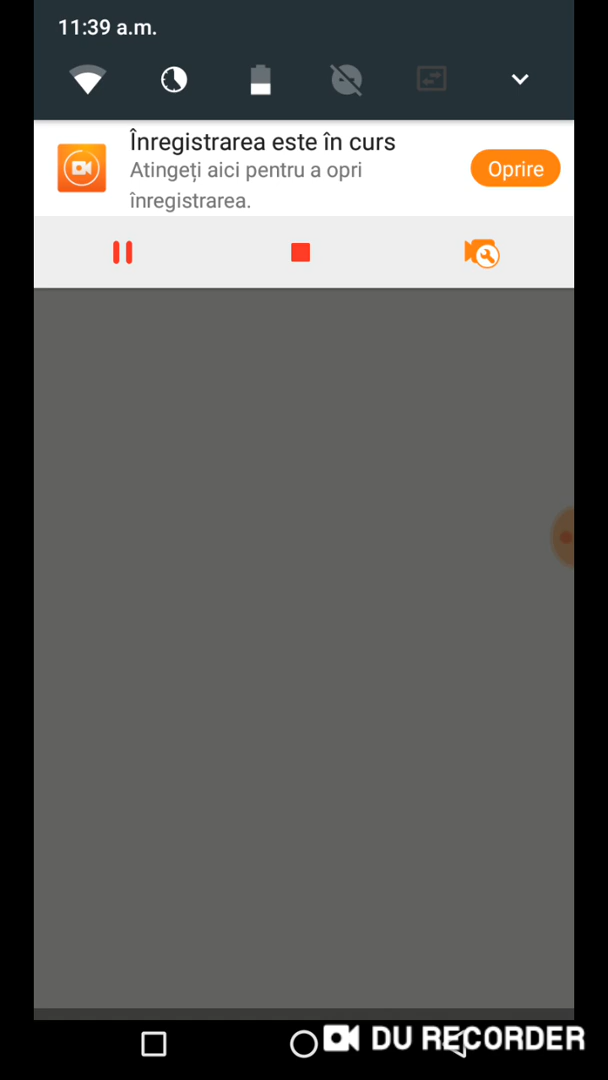 11:39 a.m.
Înregistrarea este în curs
Atingeți aici pentru a opri
înregistrarea.
Oprire
DU RECORDER